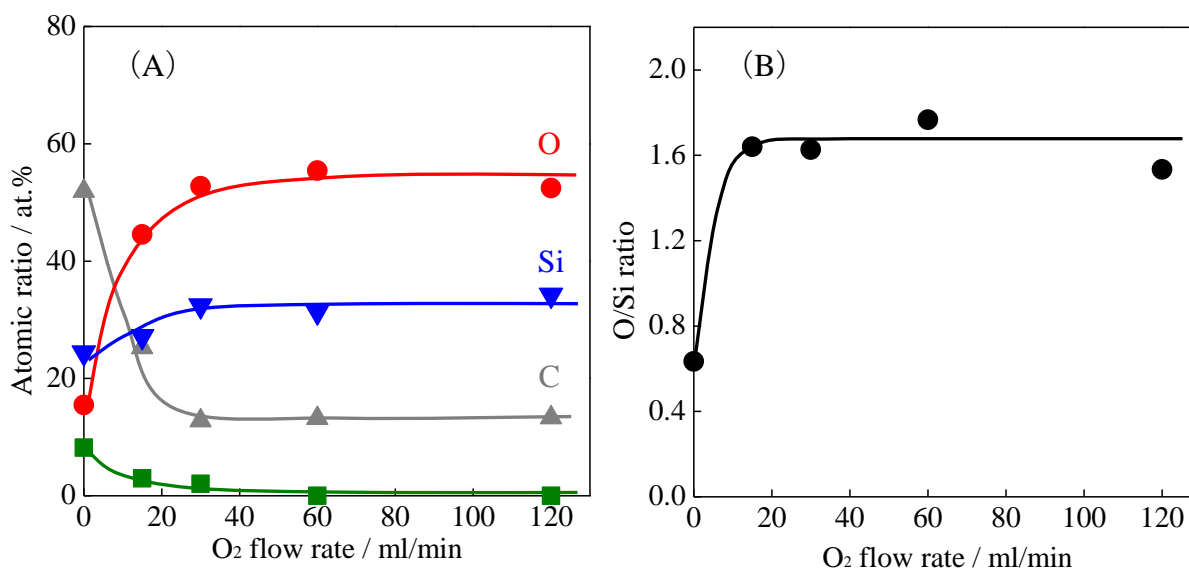 (A)
80
60
40
20
0
Atomic ratio / at.%
O
Si
C
0 20 40 60 80 100 120
O2 flow rate / ml/min
(B)
2.0
1.6
1.2
0.8
0.4
0.0
O/Si ratio
0 20 40 60 80 100 120
O2 flow rate / ml/min